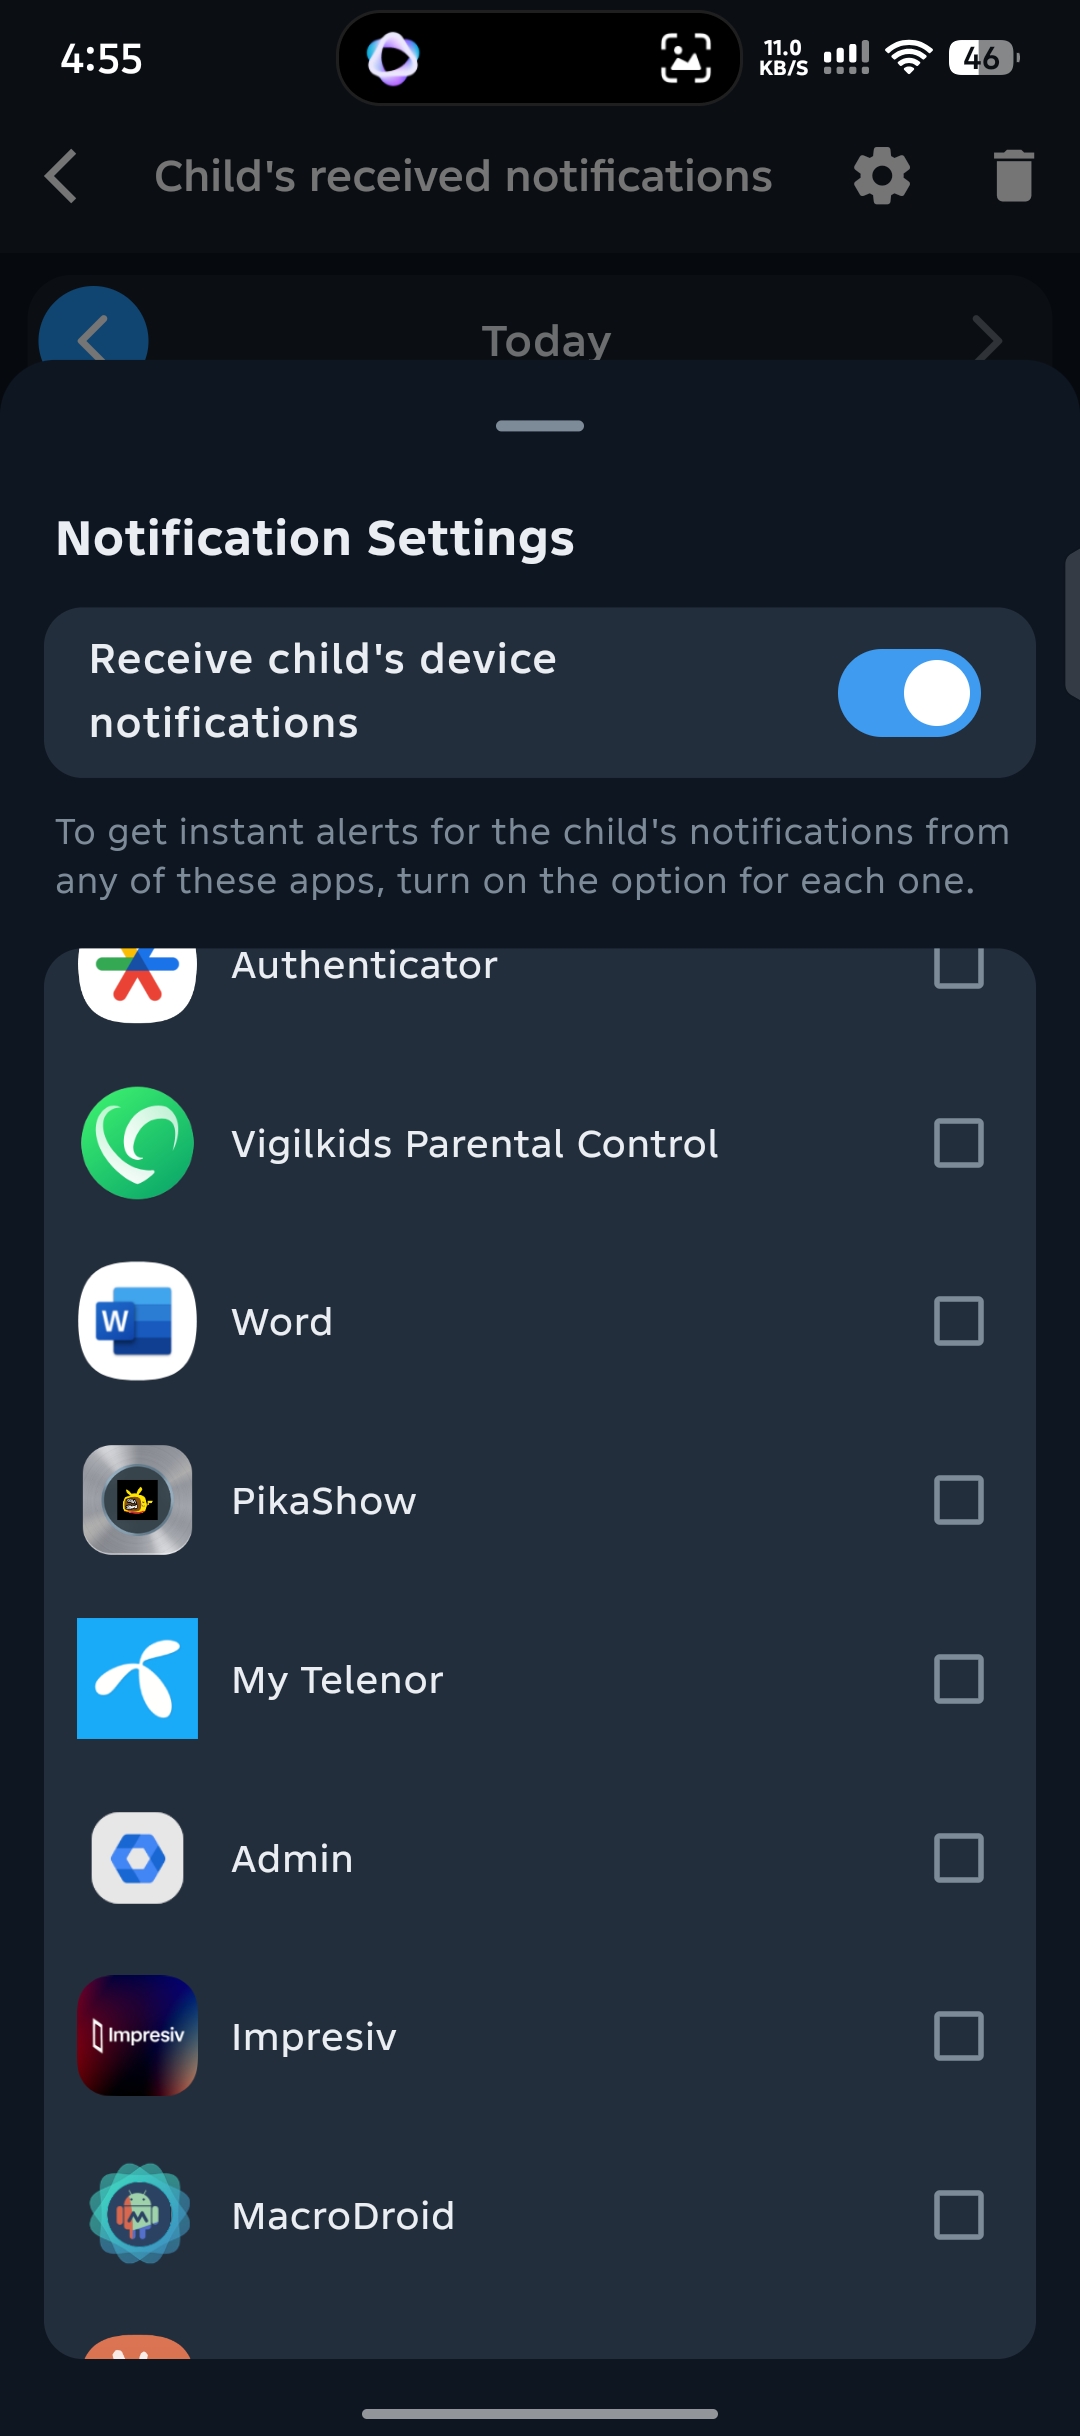 4:55
11.0
KB/S
46
Child's received notifications
Today
Notification Settings
Receive child's device
notifications
To get instant alerts for the child's notifications from
any of these apps, turn on the option for each one.
Authenticator
Vigilkids Parental Control
W
Word
PikaShow
My Telenor
Admin
Impresiv
Impresiv
MacroDroid